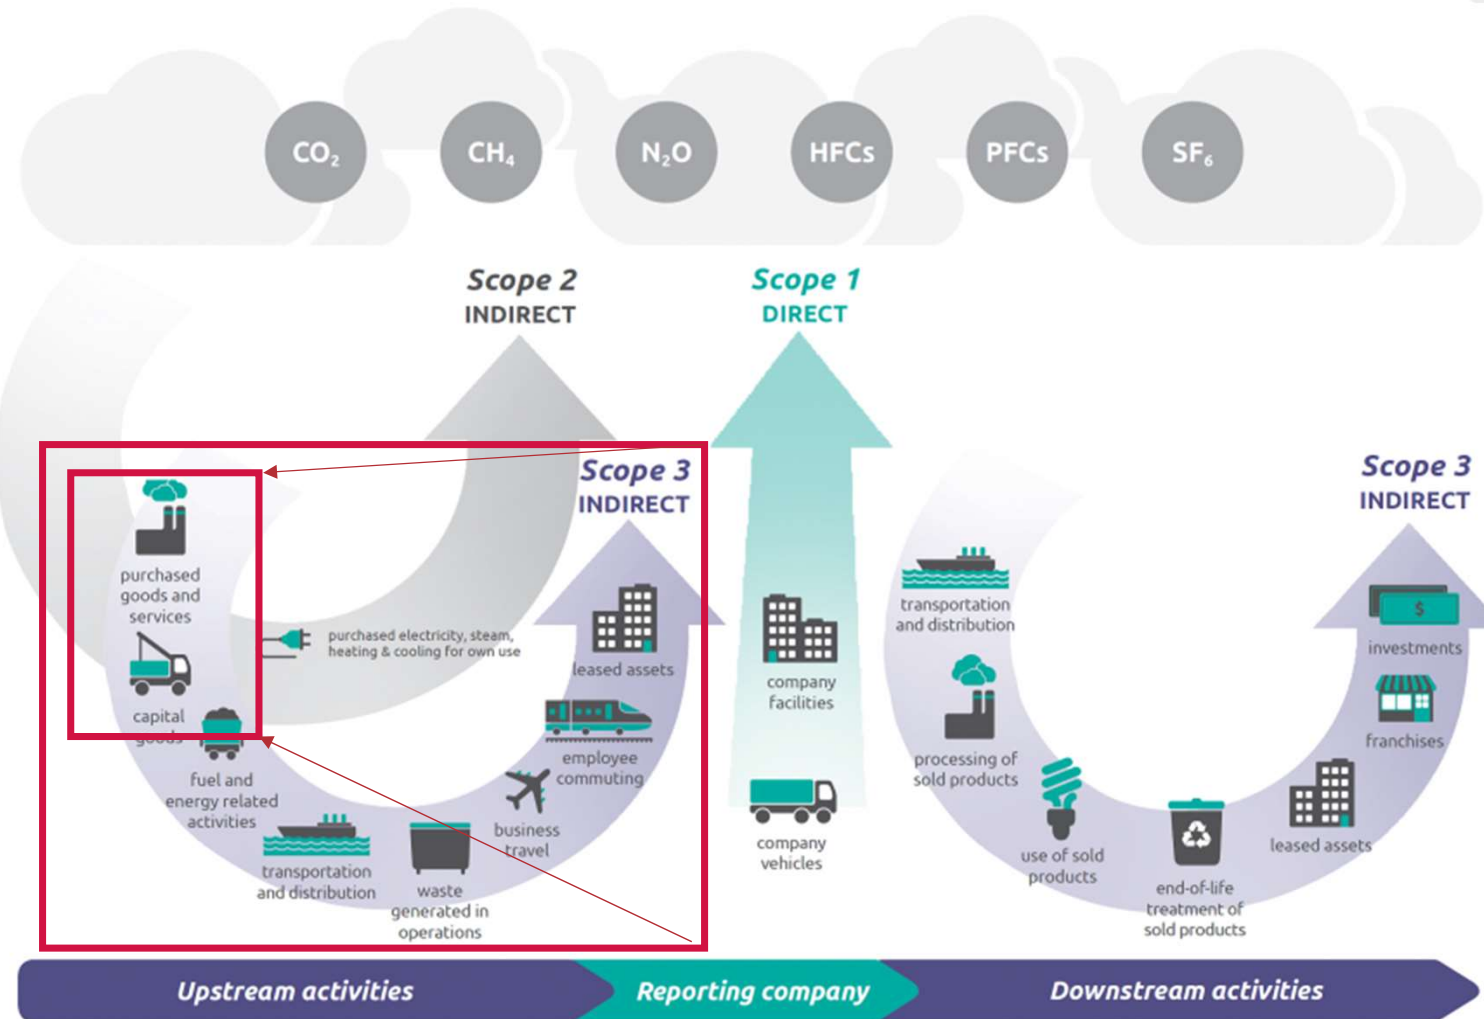 CO₂
CH₄
N₂O
HFCs
PFCs
SF₆
Scope 2
INDIRECT
Scope 1
DIRECT
Scope 3
INDIRECT
Scope 3
INDIRECT
purchased
goods and
services
capital
goods
fuel and
energy related
activities
transportation
and distribution
waste
generated in
operations
business
travel
employee
commuting
leased assets
purchased electricity, steam,
heating & cooling for own use
company
facilities
company
vehicles
transportation
and distribution
processing of
sold products
use of sold
products
end-of-life
treatment of
sold products
leased assets
franchises
$
investments
Upstream activities
Reporting company
Downstream activities